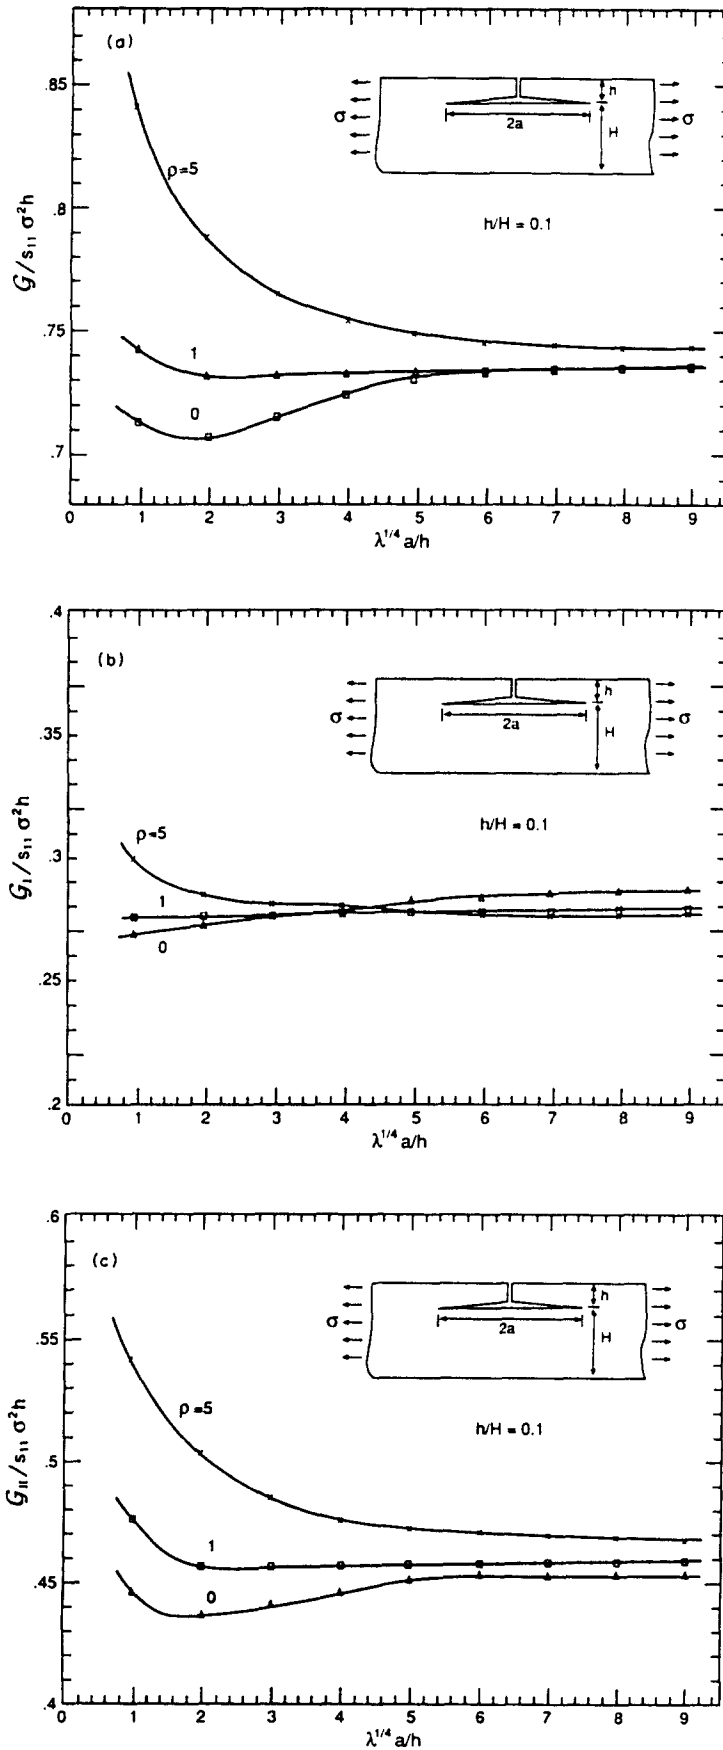 (a)
.85
.8
.75
.7
0 1 2 3 4 5 6 7 8 9
λ^{1/4} a/h
G/s₁₁ σ²h
ρ=5
1
0
σ
2a
h
H
σ
h/H = 0.1
(b)
.4
.3
.25
.2
0 1 2 3 4 5 6 7 8 9
λ^{1/4} a/h
G_I/s₁₁ σ²h
ρ=5
1
0
σ
2a
h
H
σ
h/H = 0.1
(c)
.6
.55
.5
.45
.4
0 1 2 3 4 5 6 7 8 9
λ^{1/4} a/h
G_{II}/s₁₁ σ²h
ρ=5
1
0
σ
2a
h
H
σ
h/H = 0.1